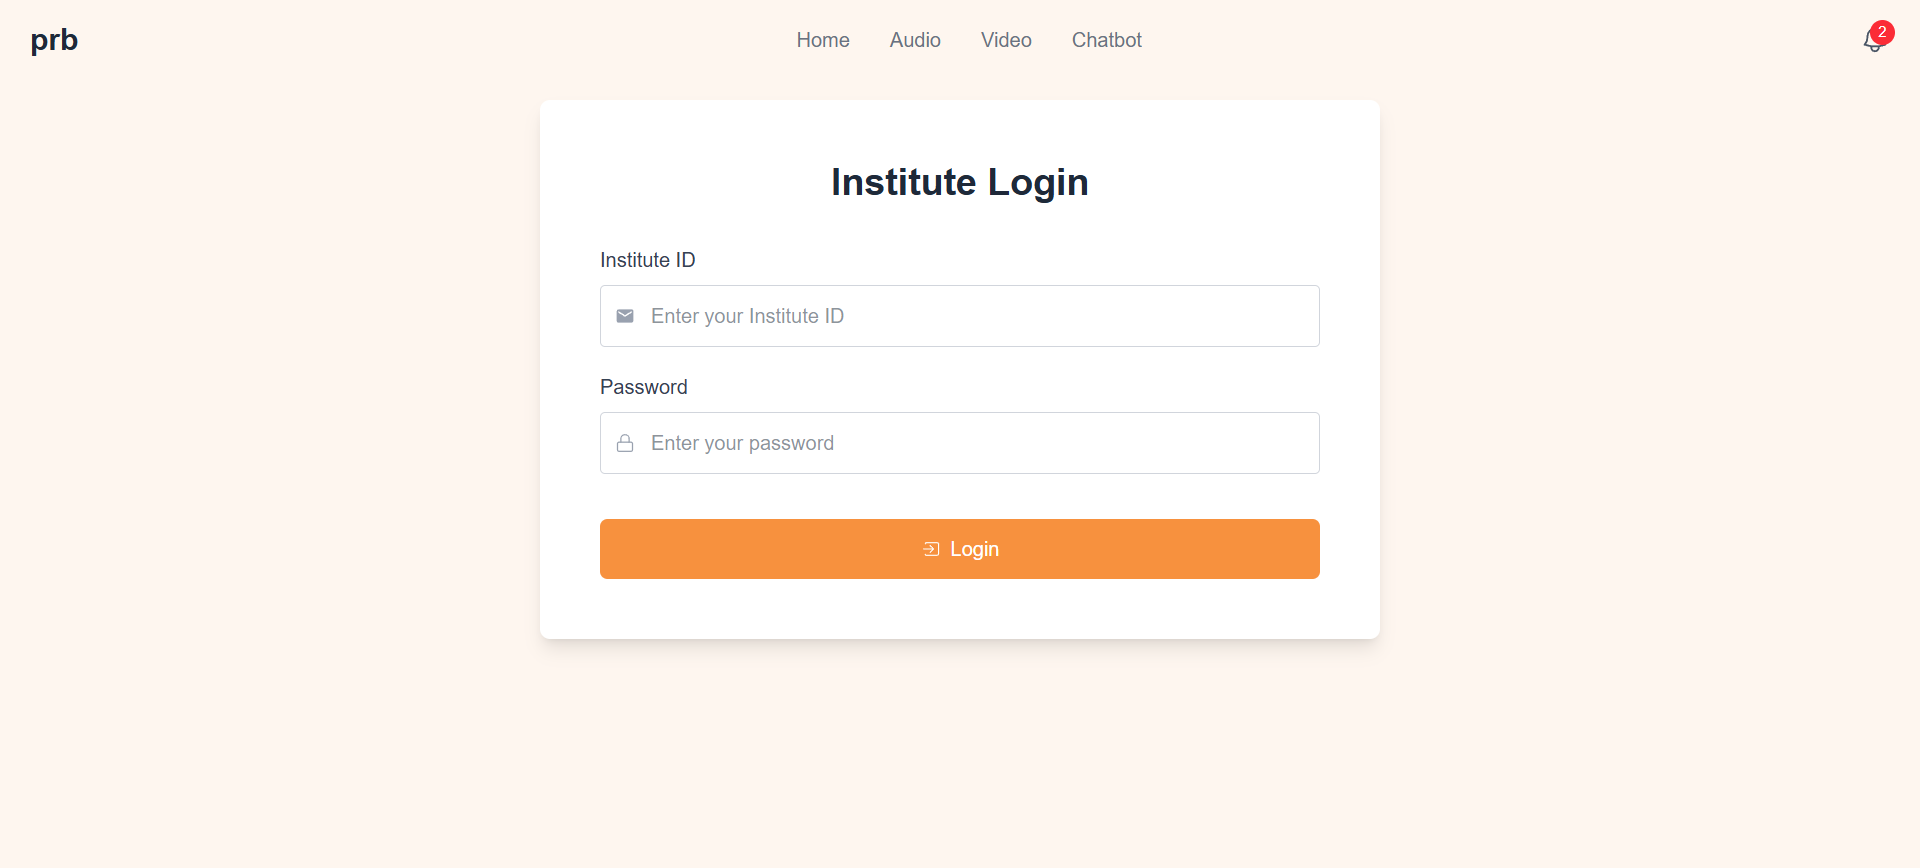 prb
Home Audio Video Chatbot
2
Institute Login
Institute ID
Enter your Institute ID
Password
Enter your password
Login